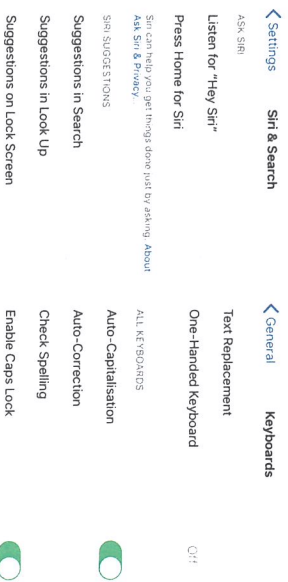 Settings
Siri & Search
ASK SIRI
Listen for "Hey Siri"
Press Home for Siri
Siri can help you get things done just by asking. About
Ask Siri & Privacy...
SIRI SUGGESTIONS
Suggestions in Search
Suggestions in Look Up
Suggestions on Lock Screen
General
Keyboards
Text Replacement
One-Handed Keyboard
Off
ALL KEYBOARDS
Auto-Capitalisation
Auto-Correction
Check Spelling
Enable Caps Lock